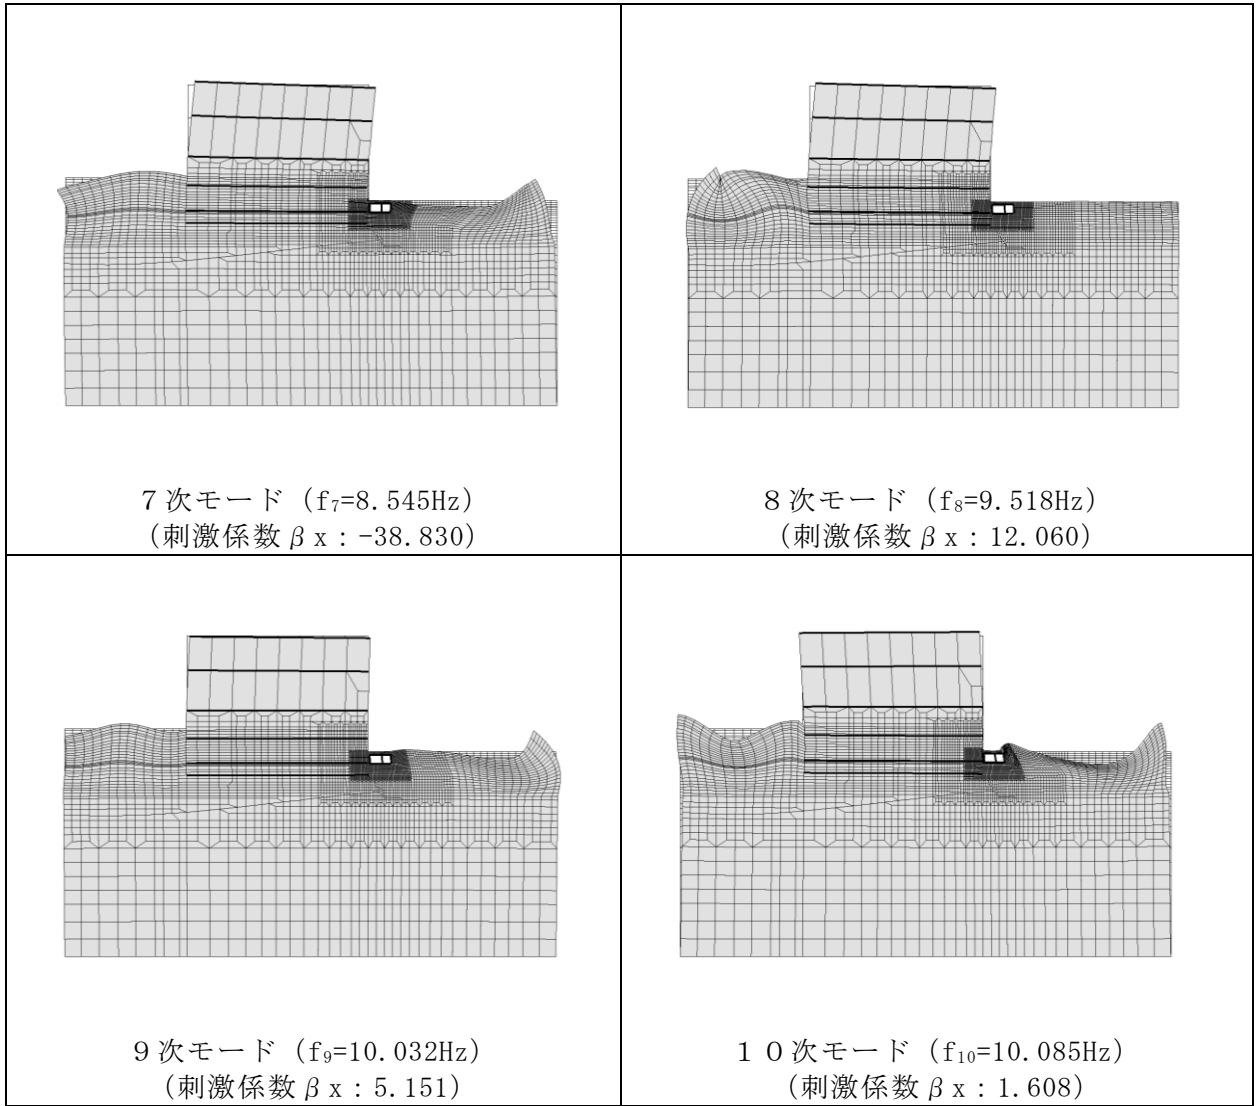 7次モード (f₇=8.545Hz)
(刺激係数βx:-38.830)
8次モード (f₈=9.518Hz)
(刺激係数βx:12.060)
9次モード (f₉=10.032Hz)
(刺激係数βx:5.151)
10次モード (f₁₀=10.085Hz)
(刺激係数βx:1.608)